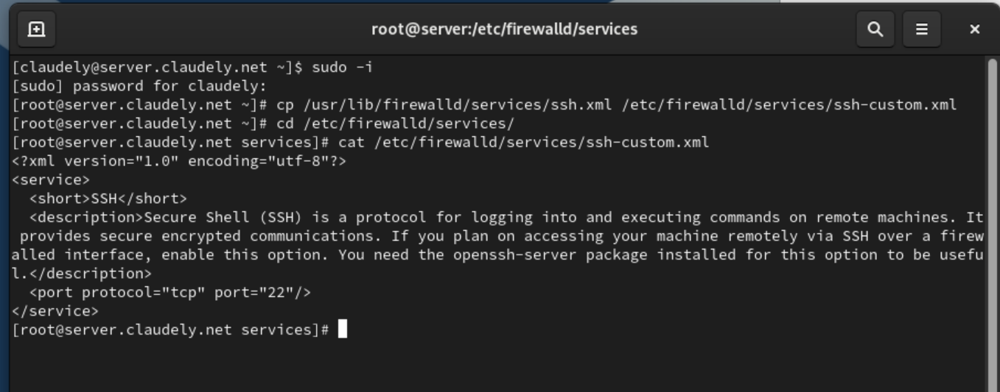 root@server:/etc/firewalld/services
[claudely@server.claudely.net ~]$ sudo -i
[sudo] password for claudely:
[root@server.claudely.net ~]# cp /usr/lib/firewalld/services/ssh.xml /etc/firewalld/services/ssh-custom.xml
[root@server.claudely.net ~]# cd /etc/firewalld/services/
[root@server.claudely.net services]# cat /etc/firewalld/services/ssh-custom.xml
<?xml version="1.0" encoding="utf-8"?>
<service>
  <short>SSH</short>
  <description>Secure Shell (SSH) is a protocol for logging into and executing commands on remote machines. It
 provides secure encrypted communications. If you plan on accessing your machine remotely via SSH over a firew
alled interface, enable this option. You need the openssh-server package installed for this option to be usefu
l.</description>
  <port protocol="tcp" port="22"/>
</service>
[root@server.claudely.net services]#